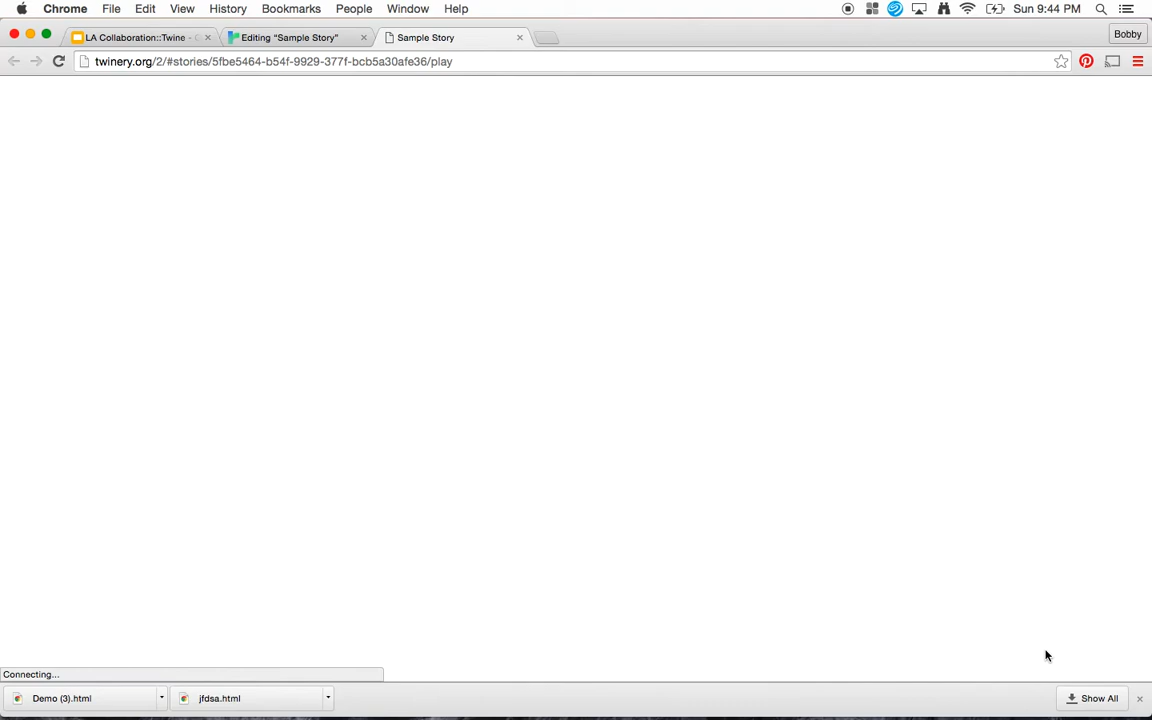 Chrome File Edit View History Bookmarks People Window Help Sun 9:44 PM
LA Collaboration::Twine - Editing "Sample Story" Sample Story Bobby
twinery.org/2/#stories/5fbe5464-b54f-9929-377f-bcb5a30afe36/play
Connecting...
Demo (3).html jfdsa.html Show All